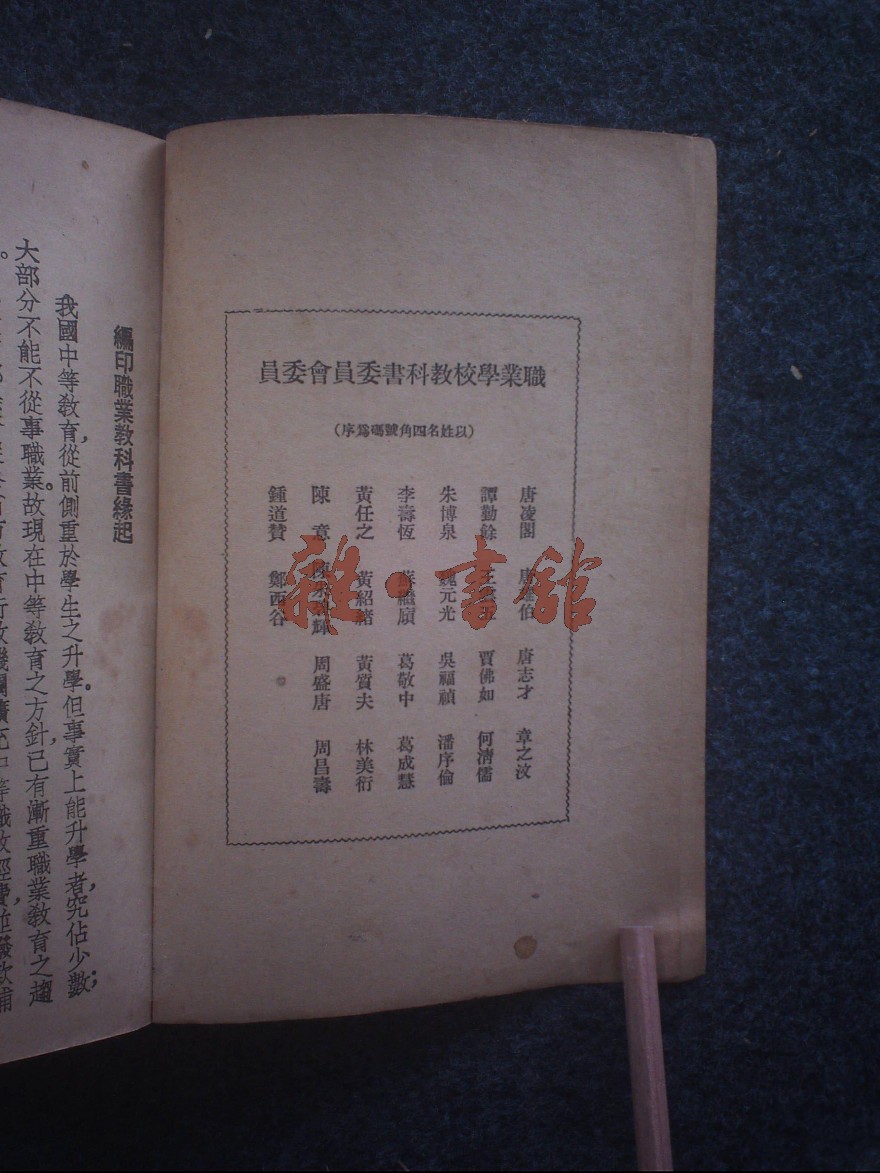 職業學校教科書委員會委員
(以姓名四角號碼爲序)
唐凌閣 唐志才 章之汶
譚勤餘 賈佛如 何清儒
朱博泉 魏元光 吳福禎 潘序倫
李壽恆 葛敬中 葛成慧
黃任之 黃紹緒 黃質夫 林美衍
陳意 周盛唐 周昌壽
鍾道贊 鄭西谷
編印職業教科書緣起
我國中等教育,從前側重於學生之升學。但事實上能升學者,究佔少數;
大部分不能不從事職業。故現在中等教育之方針,已有漸重職業教育之趨
雜·書館